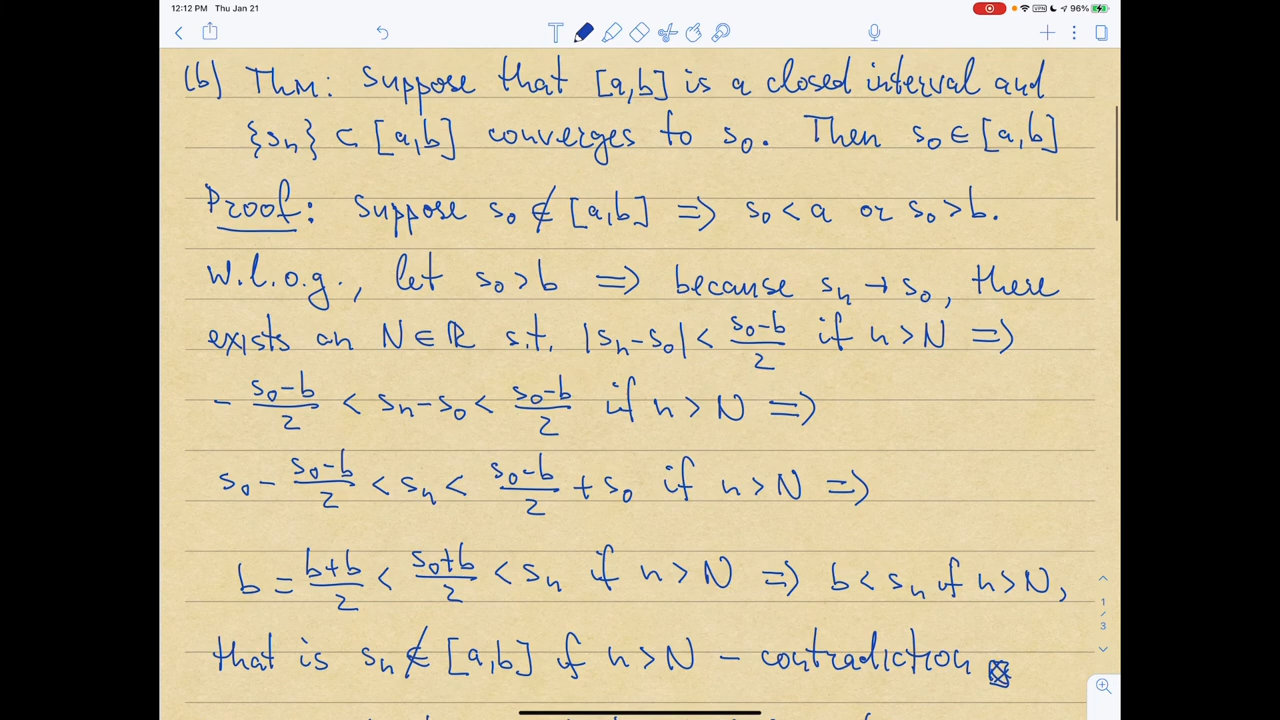 12:12 PM Thu Jan 21
VPN 96%
(b) Thm: Suppose that [a,b] is a closed interval and
{sₙ} ⊂ [a,b] converges to s₀. Then s₀ ∈ [a,b]
Proof: Suppose s₀ ∉ [a,b] => s₀ < a or s₀ > b.
W.l.o.g., let s₀ > b => because sₙ → s₀, there
exists an N ∈ ℝ s.t. |sₙ-s₀| < (s₀-b)/2 if n > N =>
- (s₀-b)/2 < sₙ-s₀ < (s₀-b)/2 if n > N =>
s₀ - (s₀-b)/2 < sₙ < (s₀-b)/2 + s₀ if n > N =>
b = (b+b)/2 < (s₀+b)/2 < sₙ if n > N => b < sₙ if n > N,
that is sₙ ∉ [a,b] if n > N - contradiction
1
/
3